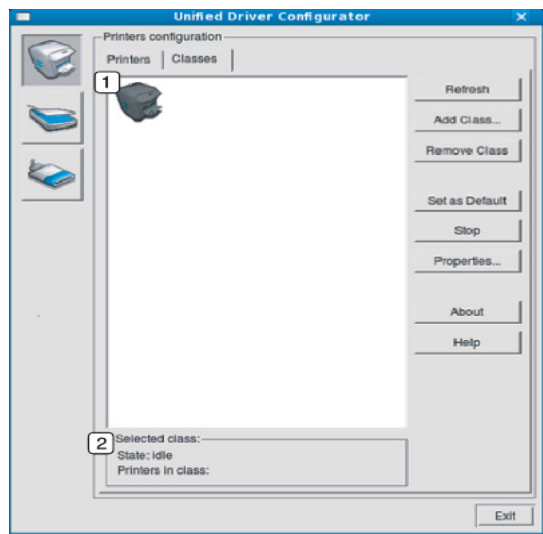 Unified Driver Configurator
Printers configuration
Printers
Classes
1
Refresh
Add Class...
Remove Class
Set as Default
Stop
Properties...
About
Help
2
Selected class:
State: idle
Printers in class:
Exit